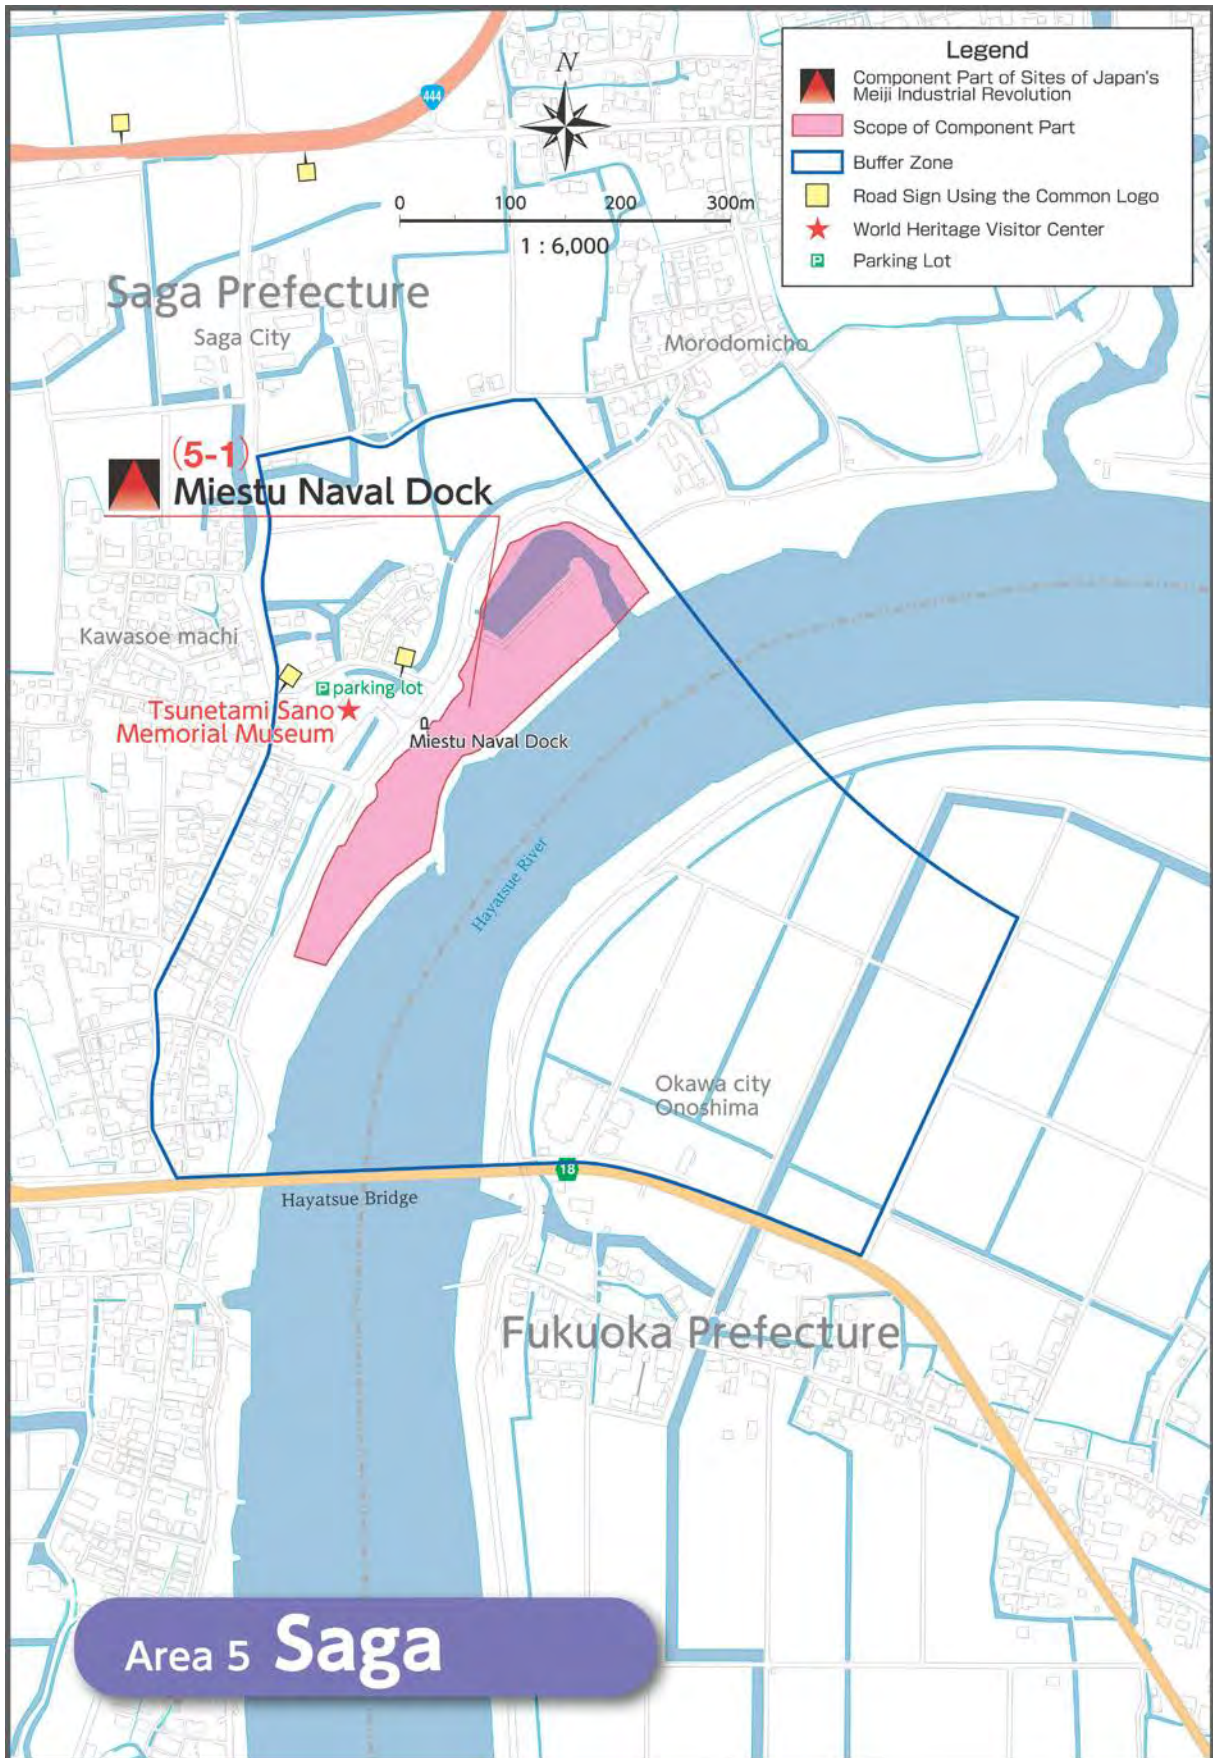 Legend
Component Part of Sites of Japan's
Meiji Industrial Revolution
Scope of Component Part
Buffer Zone
Road Sign Using the Common Logo
World Heritage Visitor Center
P Parking Lot
444
N
0 100 200 300m
1 : 6,000
Saga Prefecture
Saga City
Morodomicho
(5-1)
Miestu Naval Dock
Kawasoe machi
P parking lot
Tsunetami Sano
Memorial Museum
Miestu Naval Dock
Hayatsue River
Okawa city
Onoshima
18
Hayatsue Bridge
Fukuoka Prefecture
Area 5 Saga